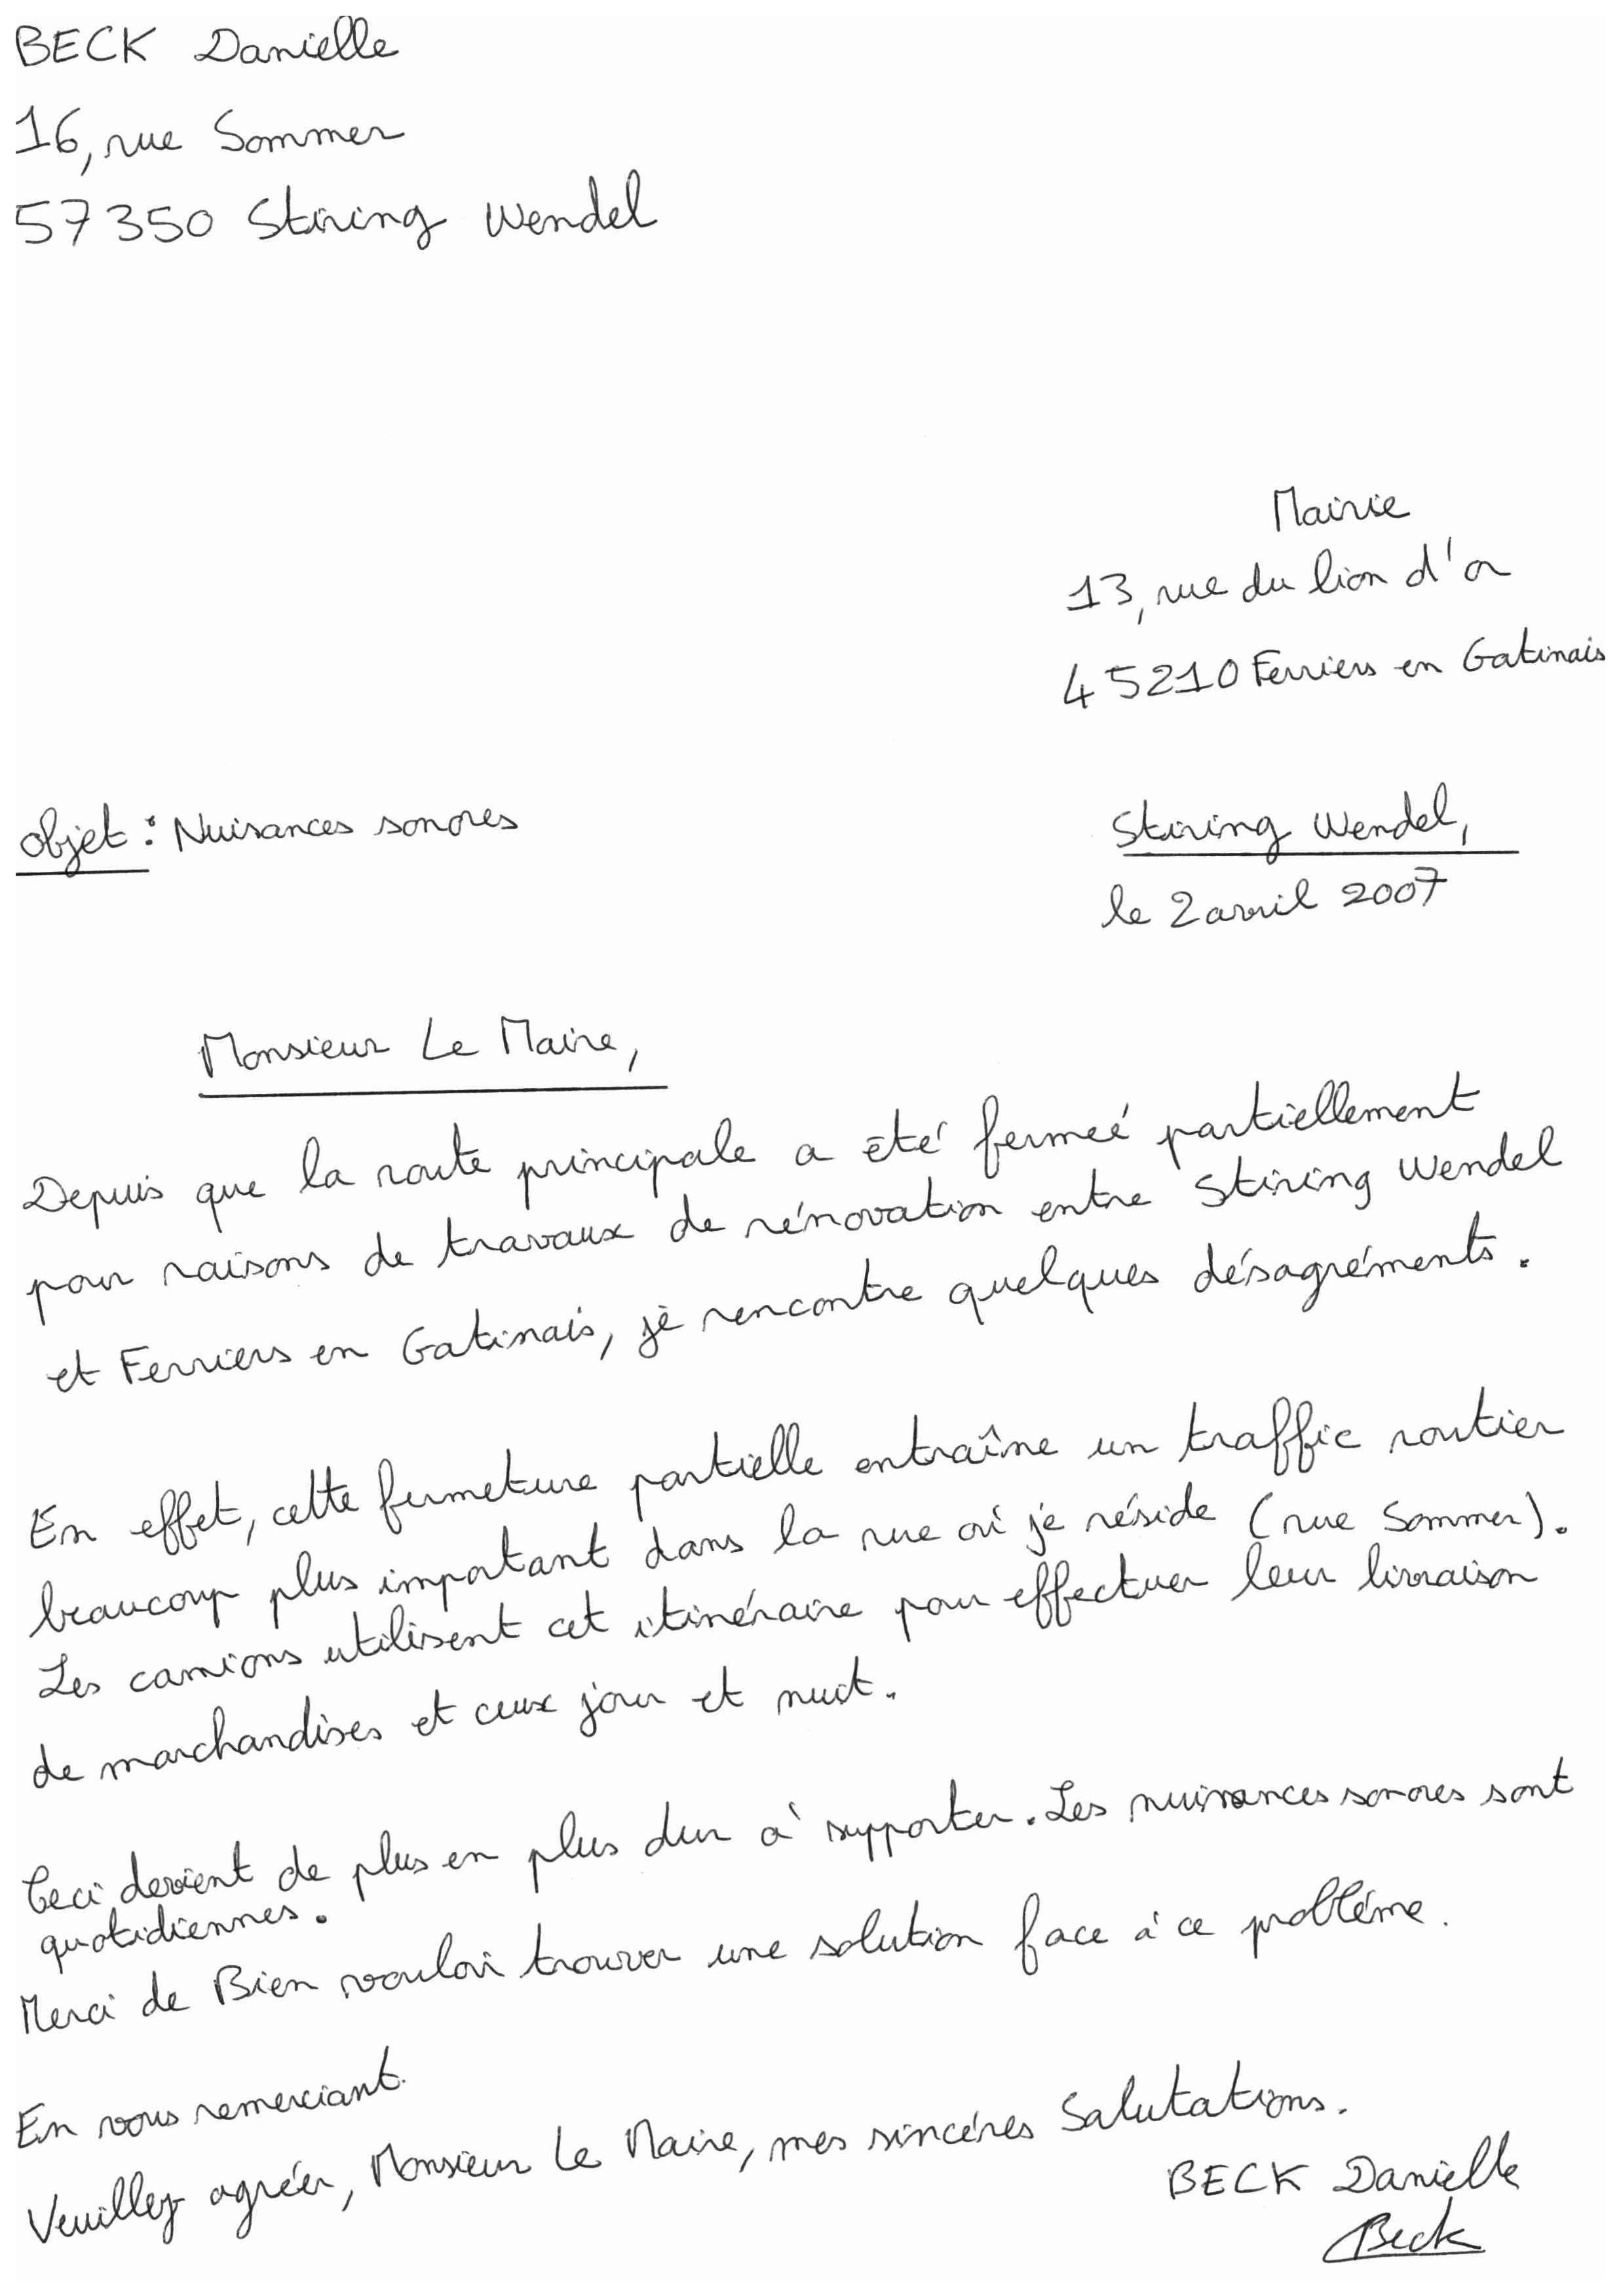 BECK Danielle
16, rue Sommer
57350 Stiring Wendel
Mairie
13, rue du lion d'or
45210 Ferriers en Gatinais
objet : Nuisances sonores
Stiring Wendel,
le 2 avril 2007
Monsieur Le Maire,
Depuis que la route principale a été fermeé partiellement
pour raisons de travaux de rénovation entre Stiring Wendel
et Ferriers en Gatinais, je rencontre quelques désagréments.
En effet, cette fermeture partielle entraîne un traffic routier
beaucoup plus important dans la rue où je réside (rue Sommer).
Les camions utilisent cet itinéraire pour effectuer leur livraison
de marchandises et ceux jour et nuit.
Ceci devient de plus en plus dur à supporter. Les nuisances sonores sont
quotidiennes.
Merci de Bien vouloir trouver une solution face à ce probléme.
En vous remerciant.
Veuillez agréer, Monsieur Le Maire, mes sincéres Salutations.
BECK Danielle
Beck